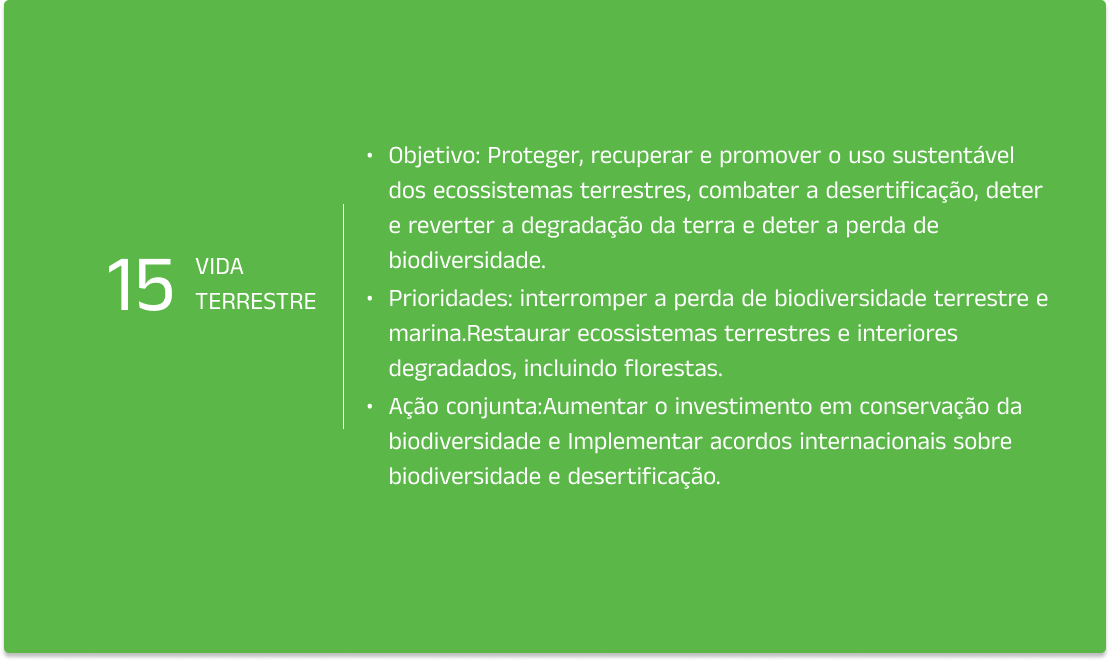 15
VIDA
TERRESTRE
• Objetivo: Proteger, recuperar e promover o uso sustentável
dos ecossistemas terrestres, combater a desertificação, deter
e reverter a degradação da terra e deter a perda de
biodiversidade.
• Prioridades: interromper a perda de biodiversidade terrestre e
marina.Restaurar ecossistemas terrestres e interiores
degradados, incluindo florestas.
• Ação conjunta:Aumentar o investimento em conservação da
biodiversidade e Implementar acordos internacionais sobre
biodiversidade e desertificação.